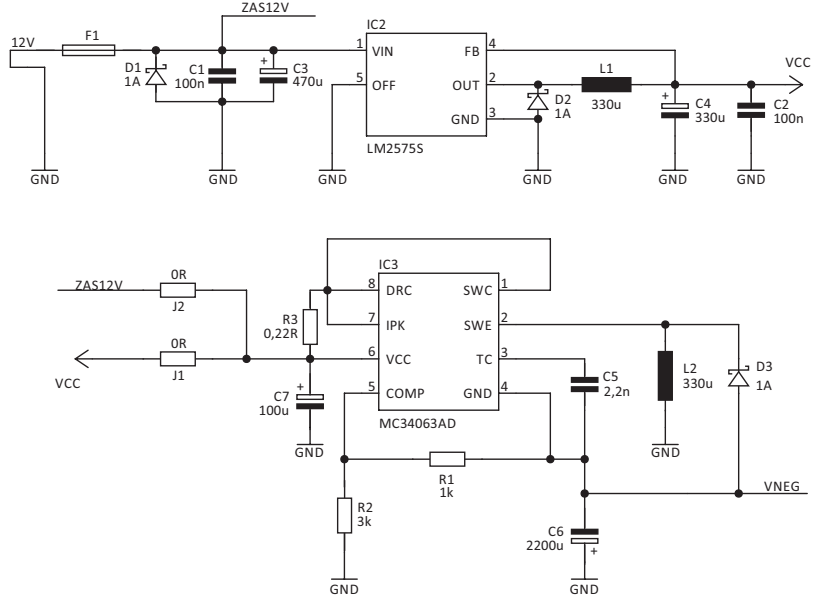 ZAS12V
12V
F1
IC2
1
VIN
FB
4
5
OFF
OUT
2
GND
3
LM2575S
D1
1A
C1
100n
+
C3
470u
D2
1A
L1
330u
+
C4
330u
C2
100n
VCC
GND
GND
GND
GND
GND
GND
IC3
8
DRC
SWC
1
7
IPK
SWE
2
6
VCC
TC
3
5
COMP
GND
4
MC34063AD
ZAS12V
0R
J2
0R
J1
VCC
R3
0,22R
+
C7
100u
GND
C5
2,2n
L2
330u
GND
D3
1A
R1
1k
R2
3k
GND
VNEG
C6
2200u
+
GND